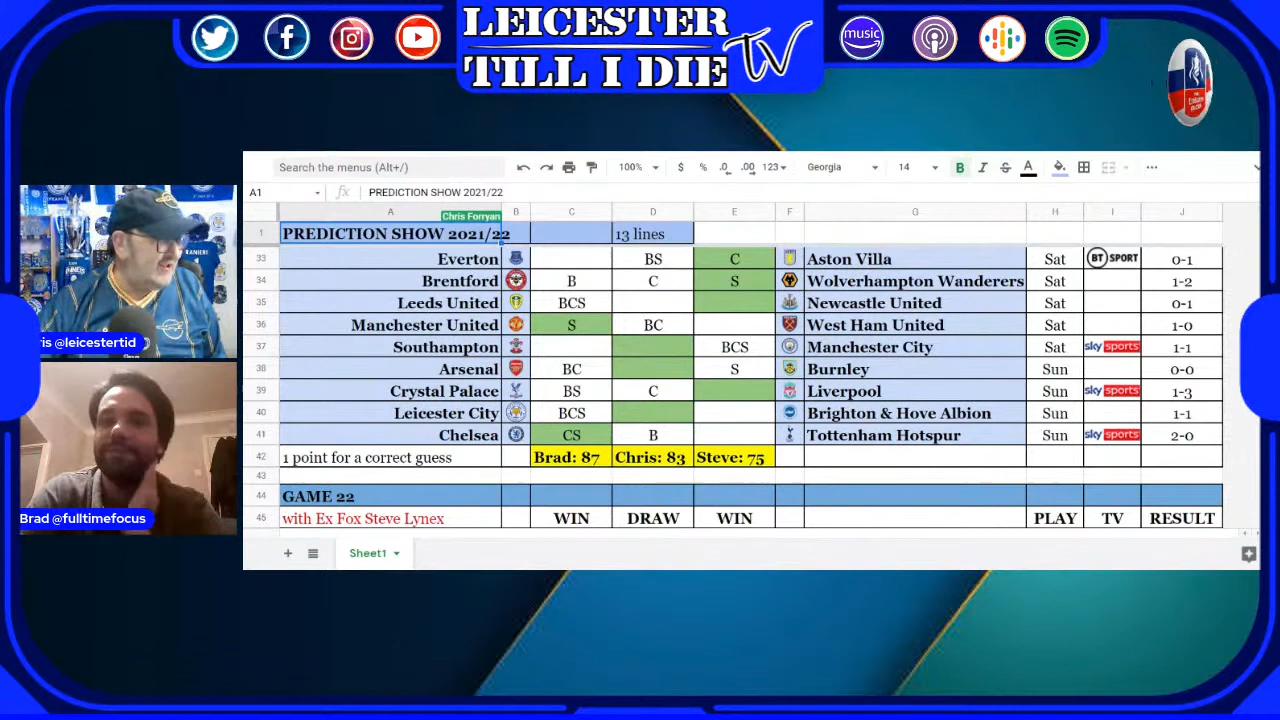 LEICESTER
TILL I DIE TV
music
Search the menus (Alt+/)
100%
$ % .0 .00 123
Georgia
14
B I S A
A1
fx PREDICTION SHOW 2021/22
A B C D E F G H I J
Chris Forryan
1 PREDICTION SHOW 2021/22 13 lines
33 Everton BS C Aston Villa Sat BT SPORT 0-1
34 Brentford B C S Wolverhampton Wanderers Sat 1-2
35 Leeds United BCS Newcastle United Sat 0-1
36 Manchester United S BC West Ham United Sat 1-0
37 Southampton BCS Manchester City Sat sky sports 1-1
38 Arsenal BC S Burnley Sun 0-0
39 Crystal Palace BS C Liverpool Sun sky sports 1-3
40 Leicester City BCS Brighton & Hove Albion Sun 1-1
41 Chelsea CS B Tottenham Hotspur Sun sky sports 2-0
42 1 point for a correct guess Brad: 87 Chris: 83 Steve: 75
43
44 GAME 22
45 with Ex Fox Steve Lynex WIN DRAW WIN PLAY TV RESULT
Sheet1
ris @leicestertid
Brad @fulltimefocus